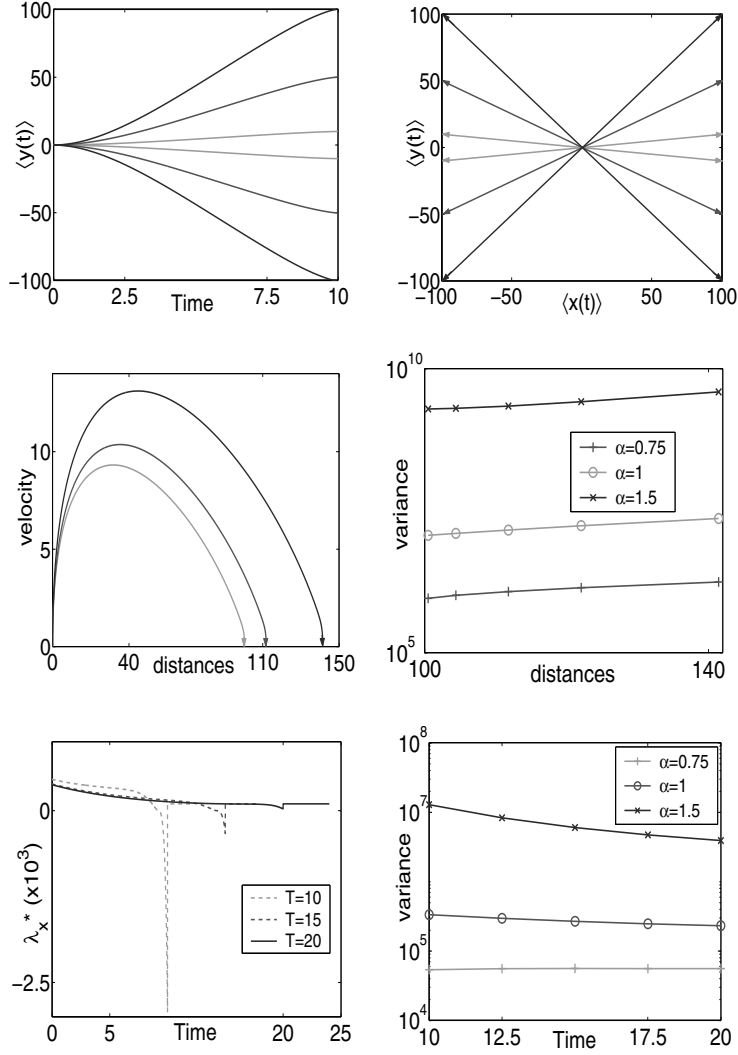 100
50
0
−50
−100
⟨y(t)⟩
0
2.5
Time
7.5
10
100
50
0
−50
−100
⟨y(t)⟩
−100
−50
⟨x(t)⟩
50
100
10
5
0
velocity
0
40
distances
110
150
10^10
10^5
variance
α=0.75
α=1
α=1.5
100
distances
140
0
−2.5
λx* (x10^3)
T=10
T=15
T=20
0
5
Time
20
25
10^8
10^7
10^5
10^4
variance
α=0.75
α=1
α=1.5
10
12.5
Time
17.5
20